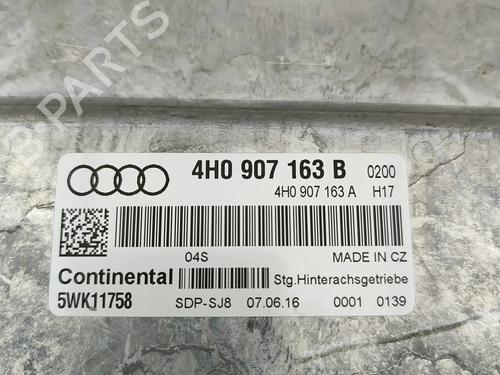 4H0 907 163 B 0200
4H0 907 163 A H17
04S MADE IN CZ
Continental Stg.Hinterachsgetriebe
5WK11758 SDP-SJ8 07.06.16 0001 0139
B-PARTS